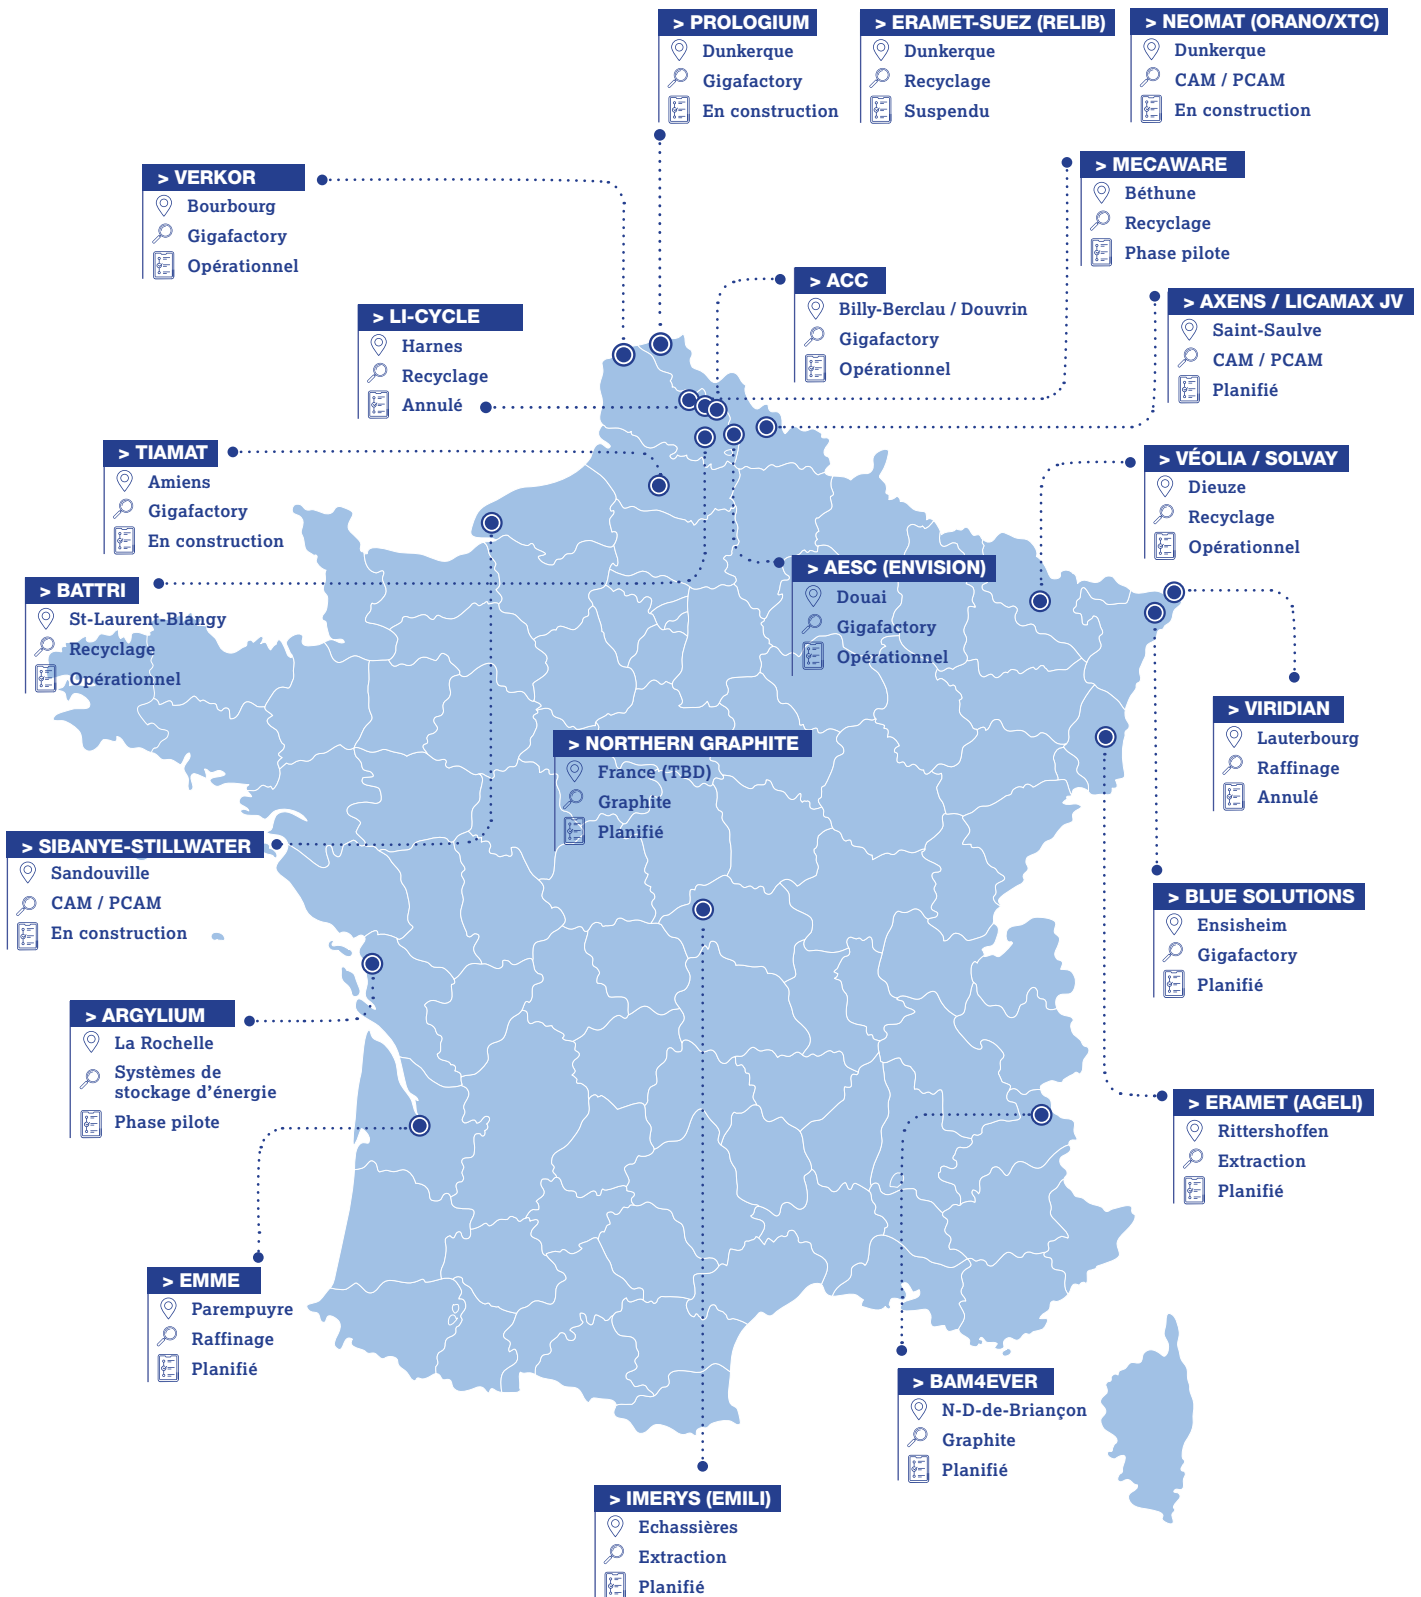 > PROLOGIUM
Dunkerque
Gigafactory
En construction
> ERAMET-SUEZ (RELIB)
Dunkerque
Recyclage
Suspendu
> NEOMAT (ORANO/XTC)
Dunkerque
CAM / PCAM
En construction
> VERKOR
Bourbourg
Gigafactory
Opérationnel
> MECAWARE
Béthune
Recyclage
Phase pilote
> ACC
Billy-Berclau / Douvrin
Gigafactory
Opérationnel
> AXENS / LICAMAX JV
Saint-Saulve
CAM / PCAM
Planifié
> LI-CYCLE
Harnes
Recyclage
Annulé
> TIAMAT
Amiens
Gigafactory
En construction
> VÉOLIA / SOLVAY
Dieuze
Recyclage
Opérationnel
> BATTRI
St-Laurent-Blangy
Recyclage
Opérationnel
> AESC (ENVISION)
Douai
Gigafactory
Opérationnel
> VIRIDIAN
Lauterbourg
Raffinage
Annulé
> NORTHERN GRAPHITE
France (TBD)
Graphite
Planifié
> SIBANYE-STILLWATER
Sandouville
CAM / PCAM
En construction
> BLUE SOLUTIONS
Ensisheim
Gigafactory
Planifié
> ARGYLIUM
La Rochelle
Systèmes de
stockage d’énergie
Phase pilote
> ERAMET (AGELI)
Rittershoffen
Extraction
Planifié
> EMME
Parempuyre
Raffinage
Planifié
> BAM4EVER
N-D-de-Briançon
Graphite
Planifié
> IMERYS (EMILI)
Echassières
Extraction
Planifié